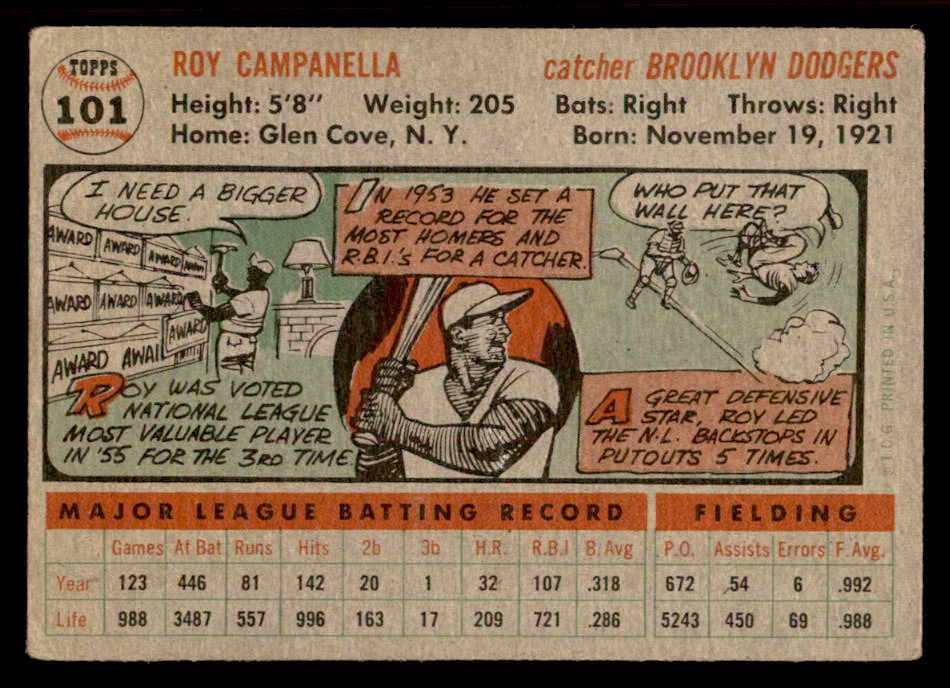 TOPPS
101
ROY CAMPANELLA
catcher BROOKLYN DODGERS
Height: 5'8"  Weight: 205  Bats: Right  Throws: Right
Home: Glen Cove, N. Y.  Born: November 19, 1921
I NEED A BIGGER
HOUSE.
AWARD AWARD AWARD AWARD
AWARD AWARD AWARD
AWARD
AWARD AWAI
ROY WAS VOTED
NATIONAL LEAGUE
MOST VALUABLE PLAYER
IN '55 FOR THE 3RD TIME
IN 1953 HE SET A
RECORD FOR THE
MOST HOMERS AND
R.B.I.'s FOR A CATCHER.
WHO PUT THAT
WALL HERE?
A GREAT DEFENSIVE
STAR, ROY LED
THE N.L. BACKSTOPS IN
PUTOUTS 5 TIMES.
© T.C.G. PRINTED IN U.S.A.
MAJOR LEAGUE BATTING RECORD  FIELDING
Games  At Bat  Runs  Hits  2b  3b  H.R.  R.B.I  B. Avg  P.O.  Assists  Errors  F. Avg.
Year  123  446  81  142  20  1  32  107  .318  672  54  6  .992
Life  988  3487  557  996  163  17  209  721  .286  5243  450  69  .988